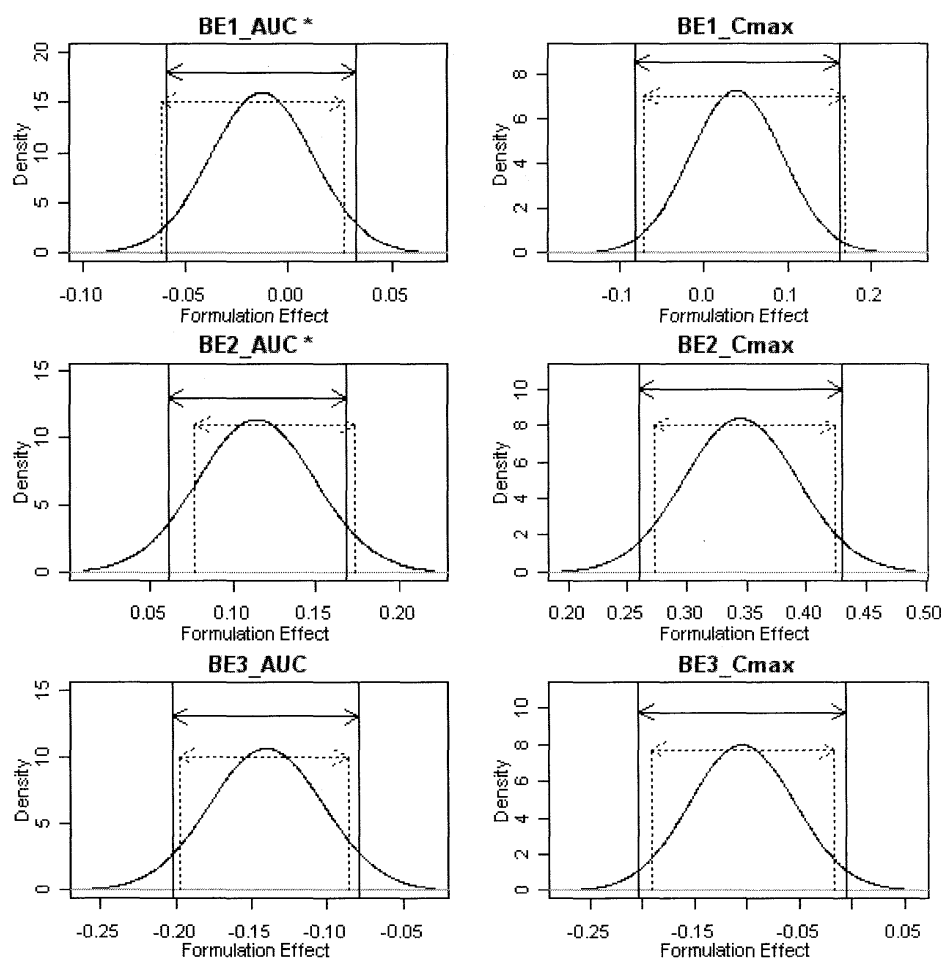 BE1_AUC *
Density
0 5 10 15 20
-0.10 -0.05 0.00 0.05
Formulation Effect
BE1_Cmax
Density
0 2 4 6 8
-0.1 0.0 0.1 0.2
Formulation Effect
BE2_AUC *
Density
0 5 10 15
0.05 0.10 0.15 0.20
Formulation Effect
BE2_Cmax
Density
0 2 4 6 8 10
0.20 0.25 0.30 0.35 0.40 0.45 0.50
Formulation Effect
BE3_AUC
Density
0 5 10 15
-0.25 -0.20 -0.15 -0.10 -0.05
Formulation Effect
BE3_Cmax
Density
0 2 4 6 8 10
-0.25 -0.15 -0.05 0.05
Formulation Effect